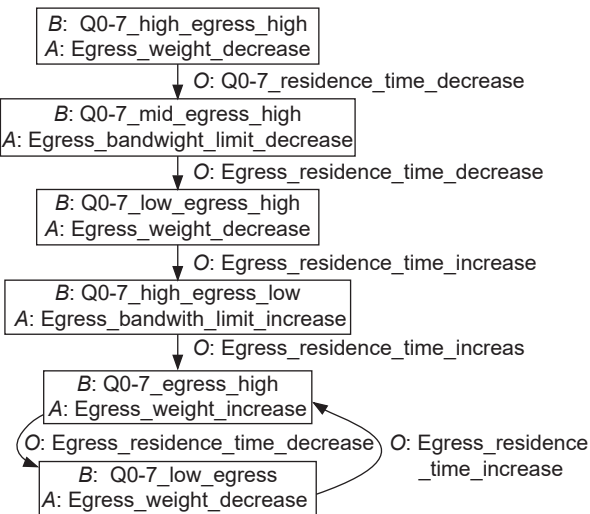 B: Q0-7_high_egress_high
A: Egress_weight_decrease
O: Q0-7_residence_time_decrease
B: Q0-7_mid_egress_high
A: Egress_bandwight_limit_decrease
O: Egress_residence_time_decrease
B: Q0-7_low_egress_high
A: Egress_weight_decrease
O: Egress_residence_time_increase
B: Q0-7_high_egress_low
A: Egress_bandwith_limit_increase
O: Egress_residence_time_increas
B: Q0-7_egress_high
A: Egress_weight_increase
O: Egress_residence_time_decrease
O: Egress_residence
_time_increase
B: Q0-7_low_egress
A: Egress_weight_decrease